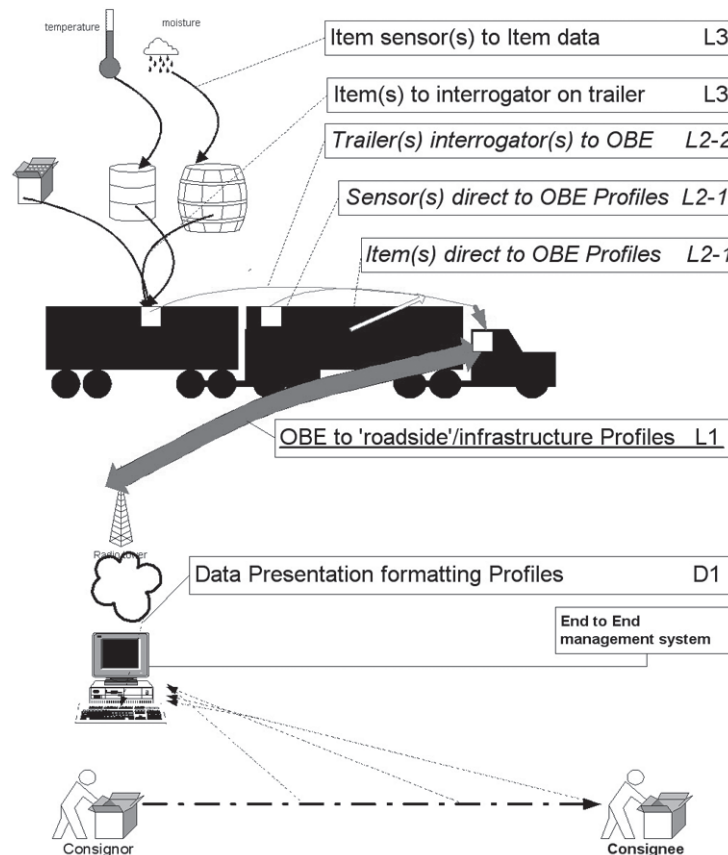 temperature
moisture
Item sensor(s) to Item data L3
Item(s) to interrogator on trailer L3
Trailer(s) interrogator(s) to OBE L2-2
Sensor(s) direct to OBE Profiles L2-1
Item(s) direct to OBE Profiles L2-1
OBE to 'roadside'/infrastructure Profiles L1
Radio tower
Data Presentation formatting Profiles D1
End to End
management system
Consignor
Consignee